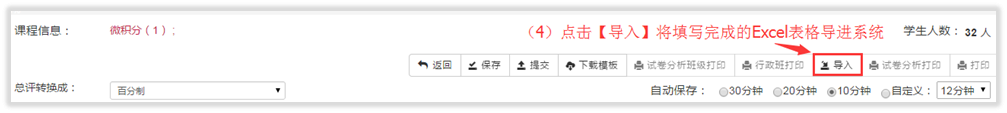 课程信息： 微积分（1）； （4）点击【导入】将填写完成的Excel表格导进系统 学生人数： 32 人
返回 保存 提交 下载模板 试卷分析班级打印 行政班打印 导入 试卷分析打印 打印
总评转换成： 百分制 自动保存： 30分钟 20分钟 10分钟 自定义： 12分钟